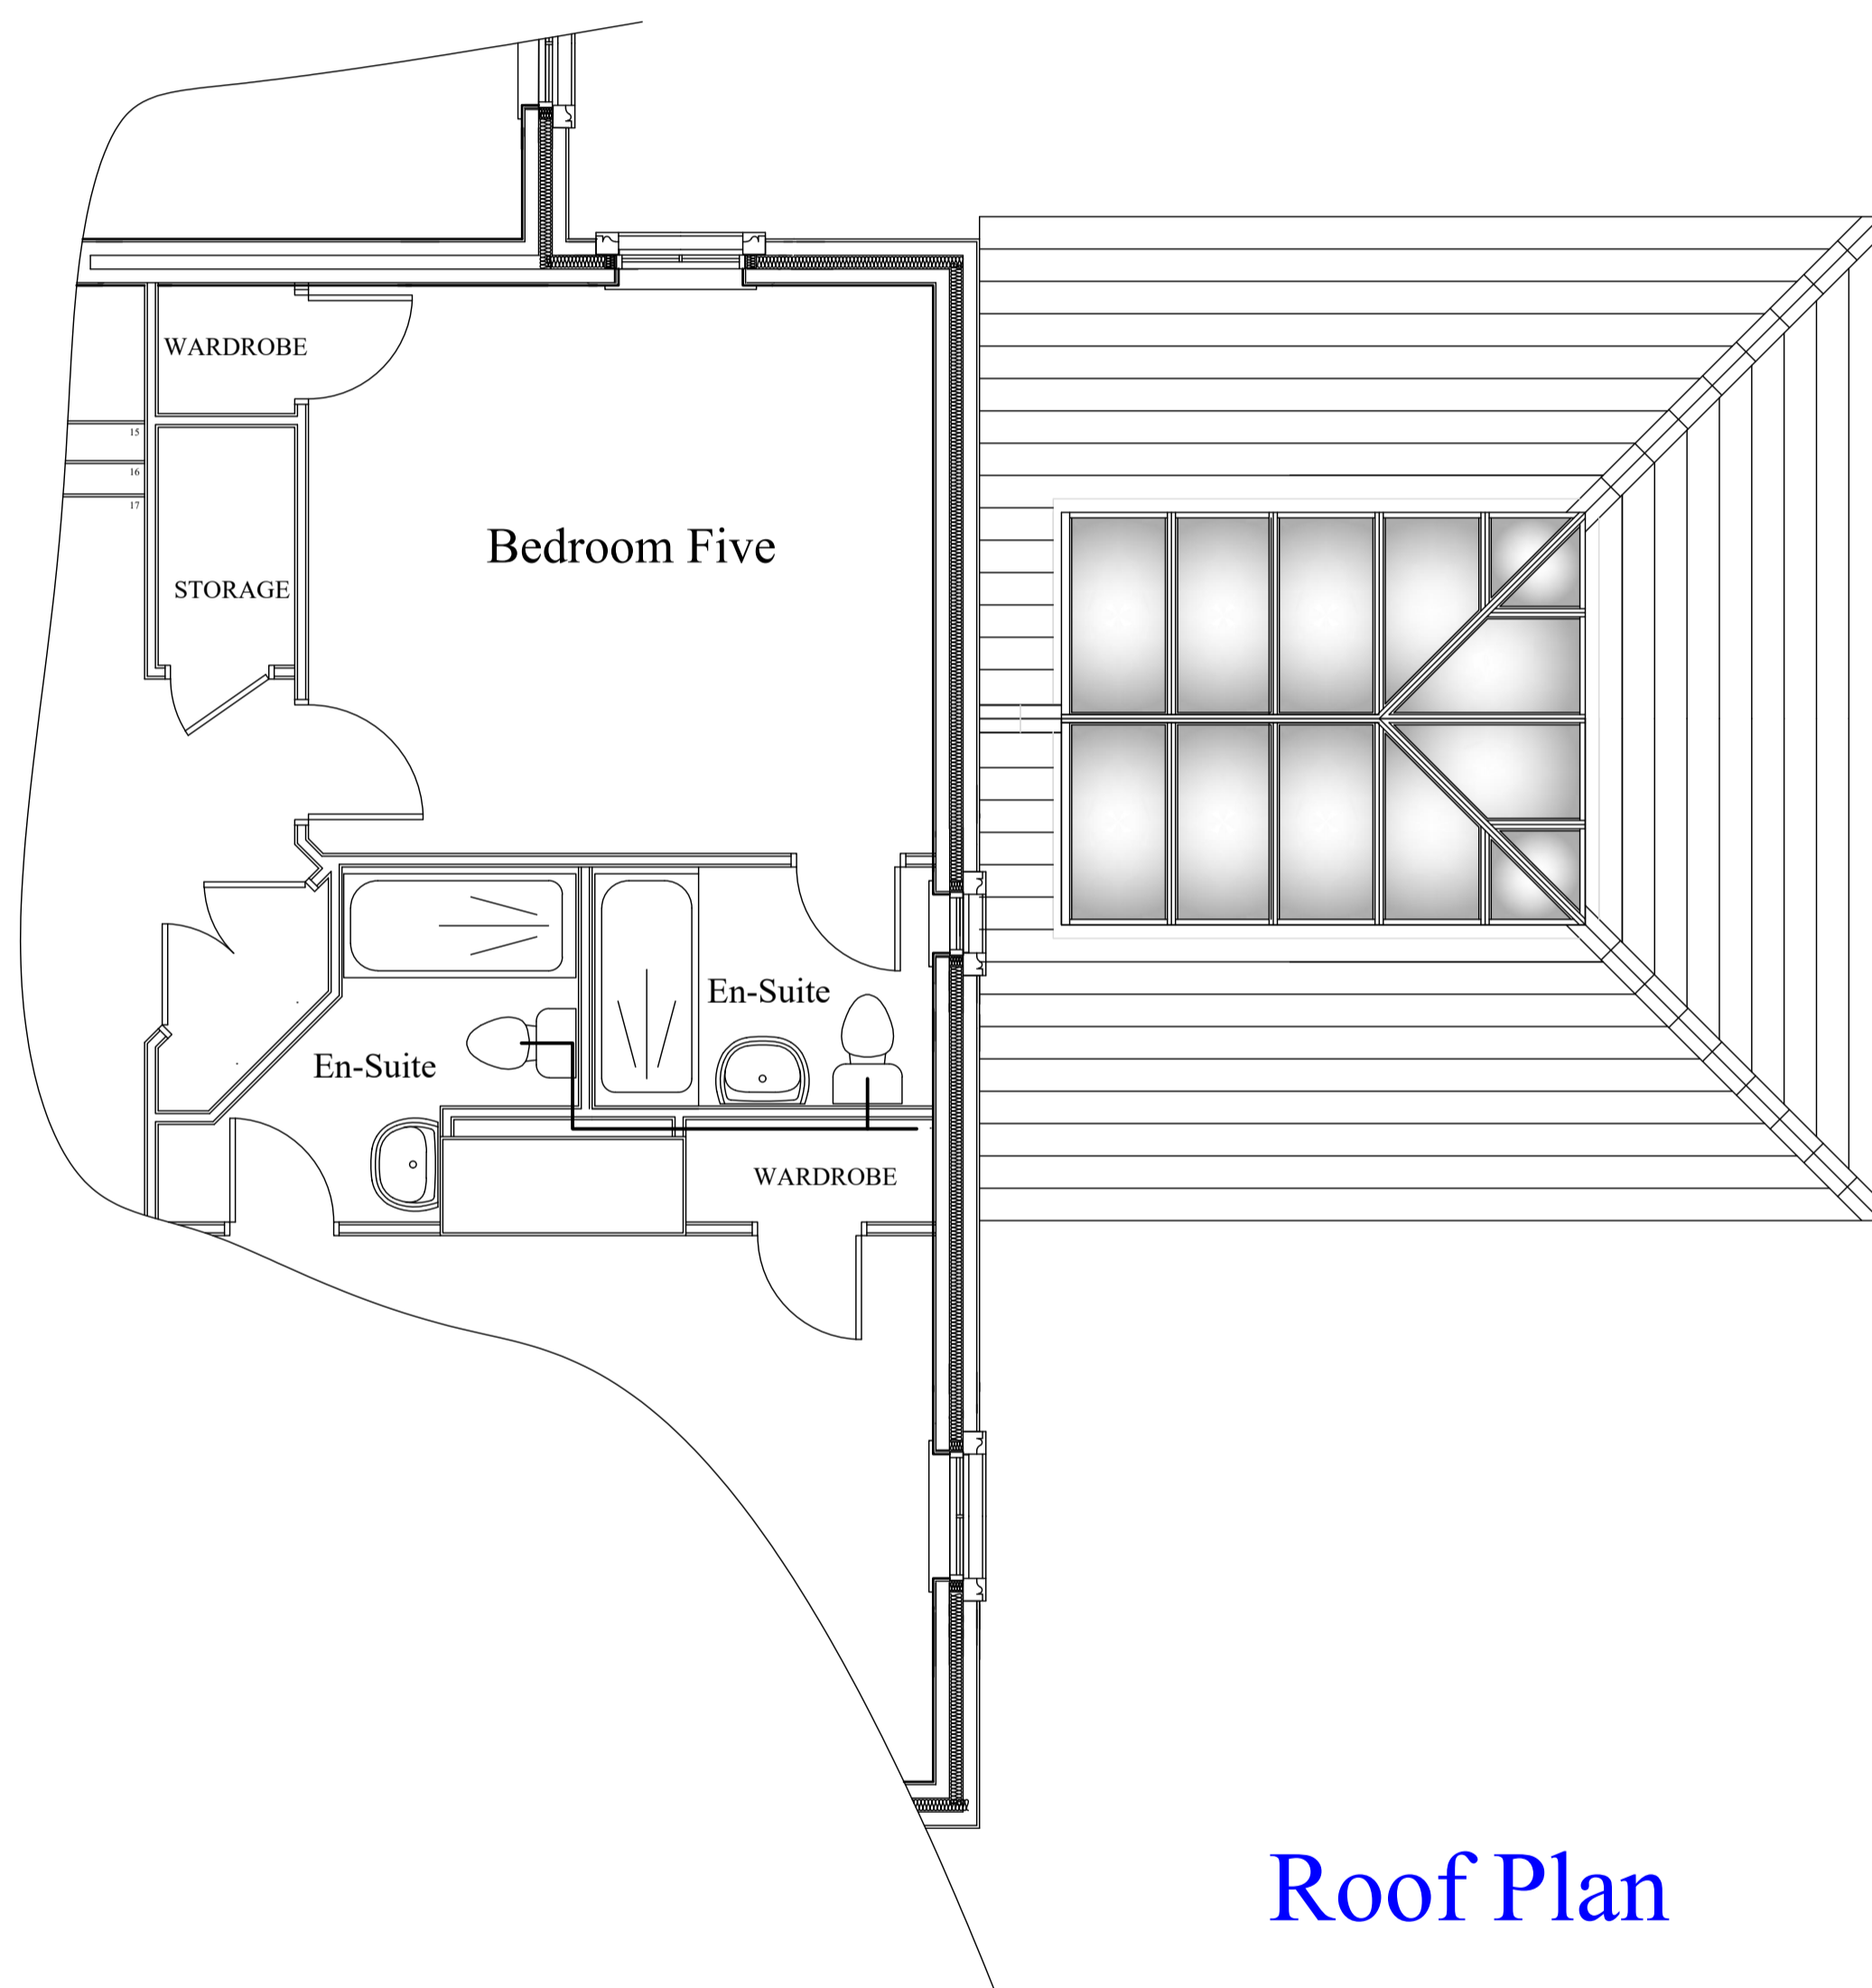 WARDROBE
15
16
17
Bedroom Five
STORAGE
En-Suite
En-Suite
WARDROBE
Roof Plan